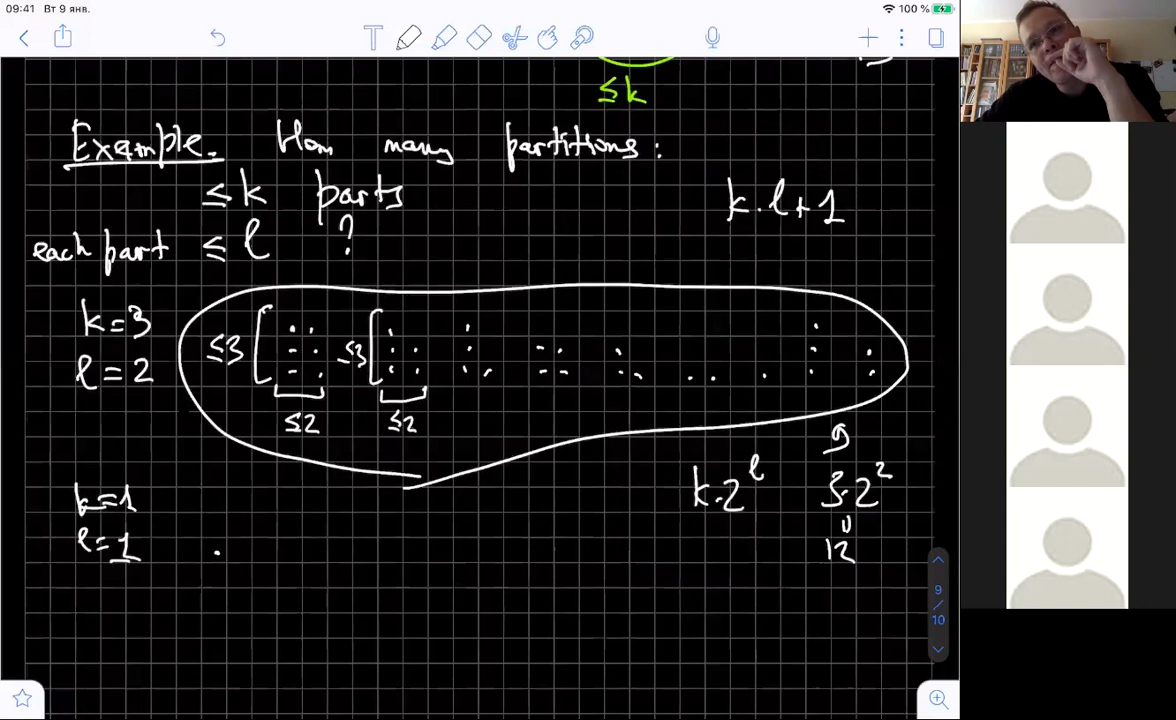 09:41 Вт 9 янв.
100 %
≤k
Example. How many partitions:
≤k parts
k.l+1
each part ≤ l ?
k=3
l=2
≤3 ≤3
≤2 ≤2
9
k.2^l 3.2^2
12
k=1
l=1
9
/
10